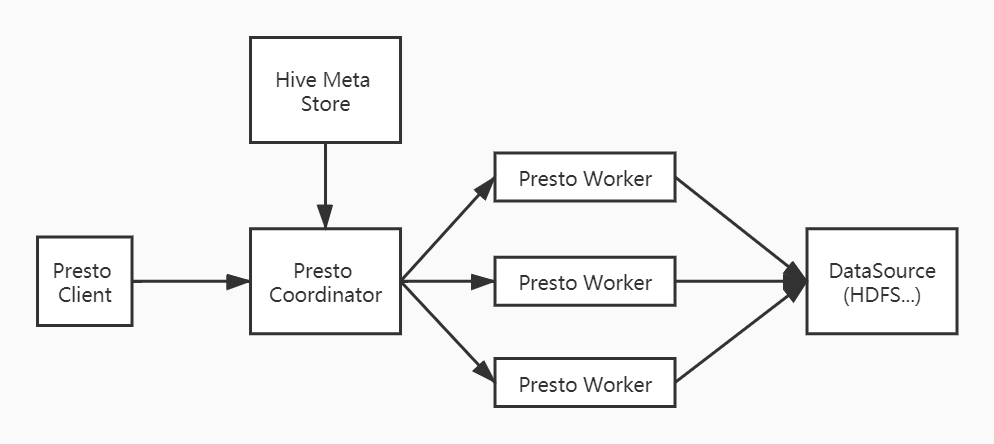 Hive Meta
Store
Presto Worker
Presto
Client
Presto
Coordinator
Presto Worker
DataSource
(HDFS...)
Presto Worker